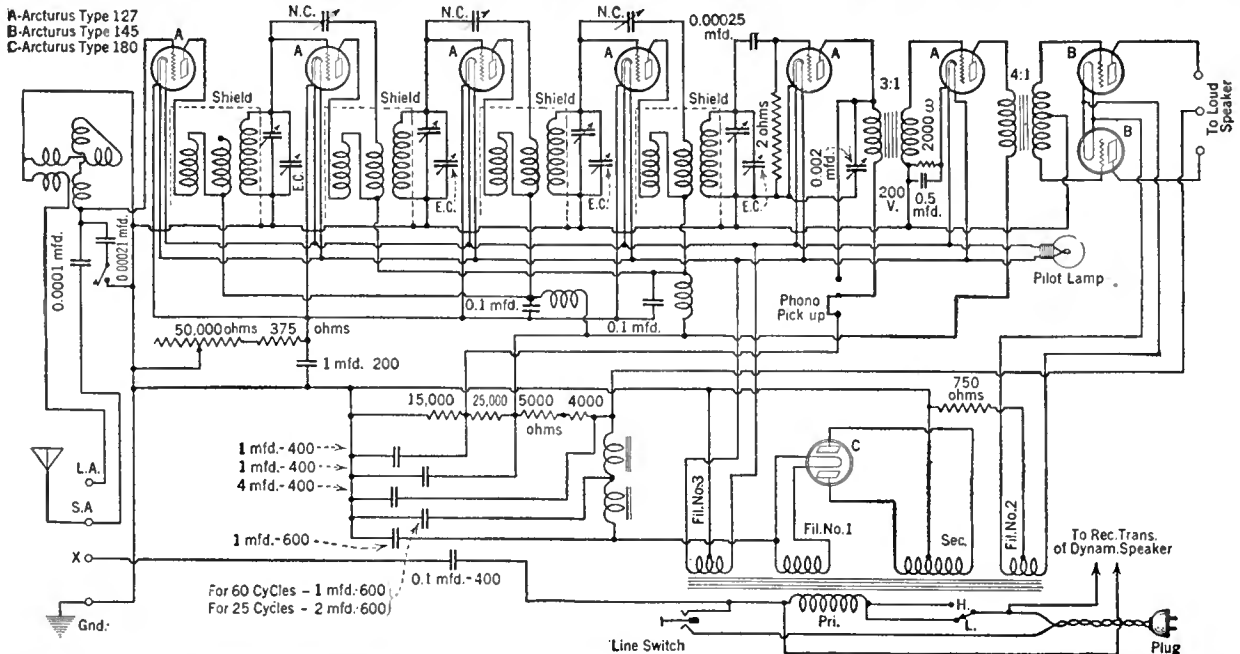 A-Arcturus Type 127
B-Arcturus Type 145
C-Arcturus Type 180
N.C.
N.C.
N.C.
0.00025
mfd.
A
A
A
A
A
A
B
B
3:1
4:1
To Loud
Speaker
Shield
Shield
Shield
Shield
2 ohms
0.002
mfd.
2000 ω
200
V.
0.5
mfd.
E.C.
E.C.
E.C.
E.C.
0.0001 mfd.
0.00021 mfd.
Pilot Lamp
Phono
Pick up
0.1 mfd.
0.1 mfd.
50,000 ohms
375 ohms
1 mfd. 200
15,000
25,000
5000
4000
ohms
750
ohms
1 mfd.-400
1 mfd.-400
4 mfd.-400
1 mfd.-600
C
L.A.
S.A
X
Gnd.
Fil.No.3
Fil.No.1
Sec.
Fil.No.2
To Rec.Trans.
of Dynam.Speaker
0.1 mfd.-400
For 60 CyCles - 1 mfd.-600
For 25 Cycles - 2 mfd.-600
Pri.
H.
L.
Line Switch
Plug